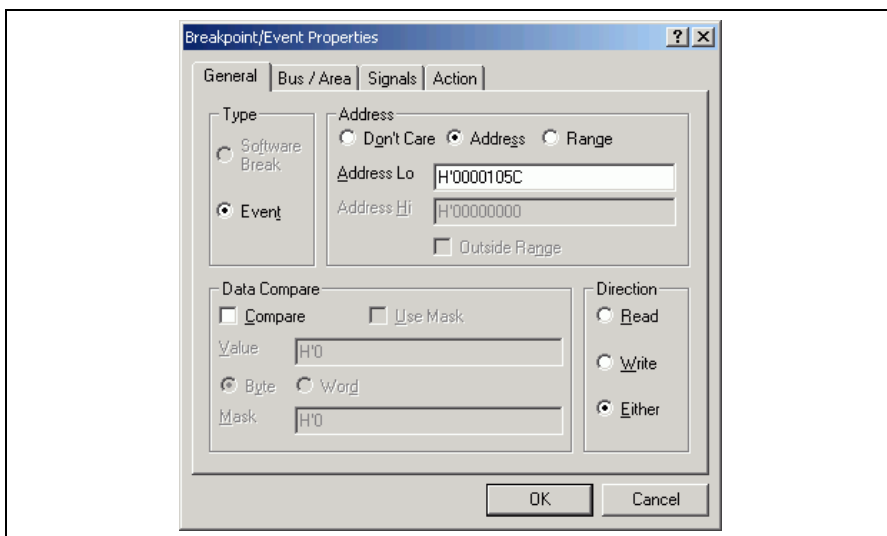 Breakpoint/Event Properties
General Bus / Area Signals Action
Type
Software
Break
Event
Address
Don't Care Address Range
Address Lo H'0000105C
Address Hi H'00000000
Outside Range
Data Compare
Compare Use Mask
Value H'0
Byte Word
Mask H'0
Direction
Read
Write
Either
OK Cancel